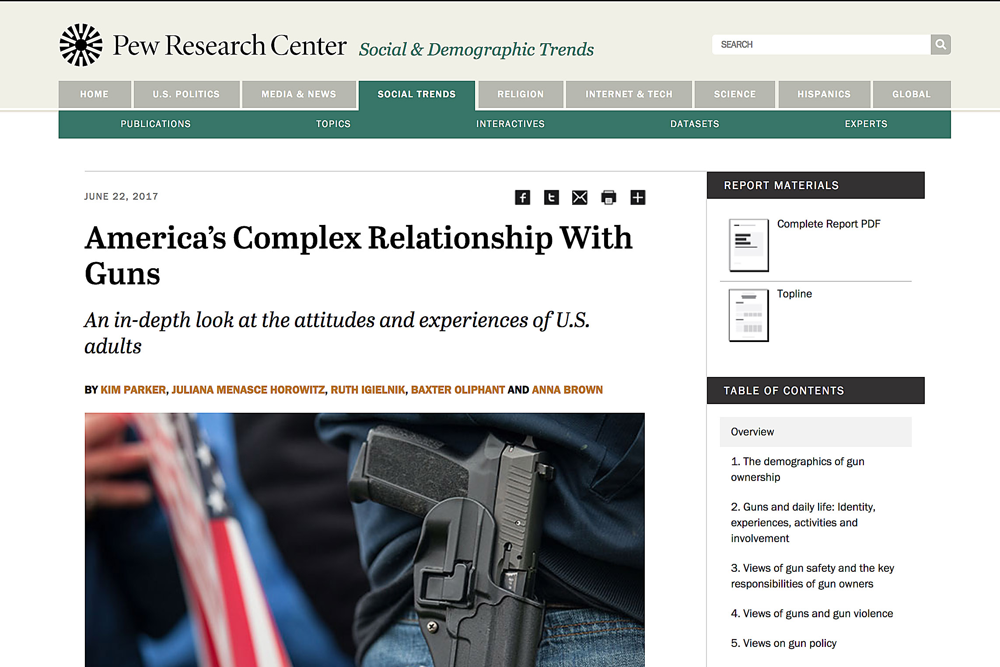 Pew Research Center Social & Demographic Trends
SEARCH
HOME
U.S. POLITICS
MEDIA & NEWS
SOCIAL TRENDS
RELIGION
INTERNET & TECH
SCIENCE
HISPANICS
GLOBAL
PUBLICATIONS
TOPICS
INTERACTIVES
DATASETS
EXPERTS
JUNE 22, 2017
America’s Complex Relationship With
Guns
An in-depth look at the attitudes and experiences of U.S.
adults
BY KIM PARKER, JULIANA MENASCE HOROWITZ, RUTH IGIELNIK, BAXTER OLIPHANT AND ANNA BROWN
REPORT MATERIALS
Complete Report PDF
Topline
TABLE OF CONTENTS
Overview
1. The demographics of gun
ownership
2. Guns and daily life: Identity,
experiences, activities and
involvement
3. Views of gun safety and the key
responsibilities of gun owners
4. Views of guns and gun violence
5. Views on gun policy